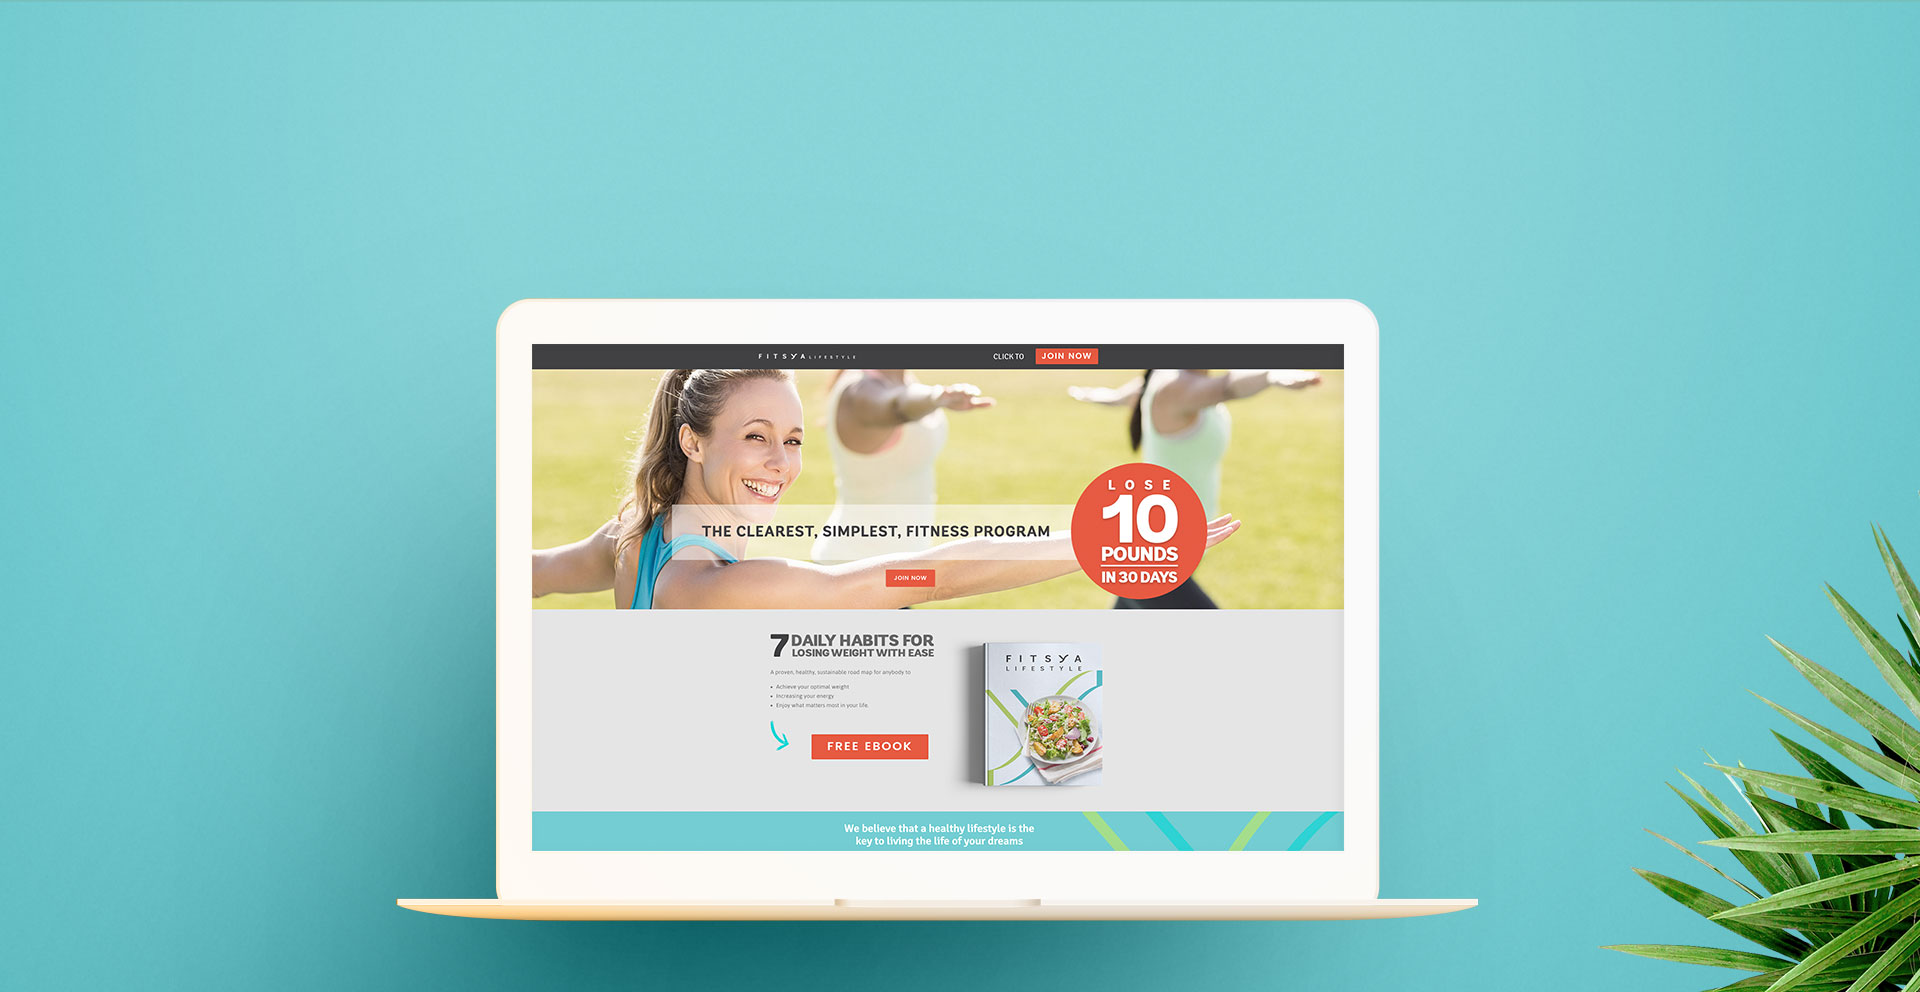 FITSYA LIFESTYLE
CLICK TO
JOIN NOW
THE CLEAREST, SIMPLEST, FITNESS PROGRAM
JOIN NOW
LOSE
10
POUNDS
IN 30 DAYS
7 DAILY HABITS FOR
LOSING WEIGHT WITH EASE
A proven, healthy, sustainable road map for anybody to
• Achieve your optimal weight
• Increasing your energy
• Enjoy what matters most in your life.
FREE EBOOK
FITSYA
LIFESTYLE
We believe that a healthy lifestyle is the
key to living the life of your dreams